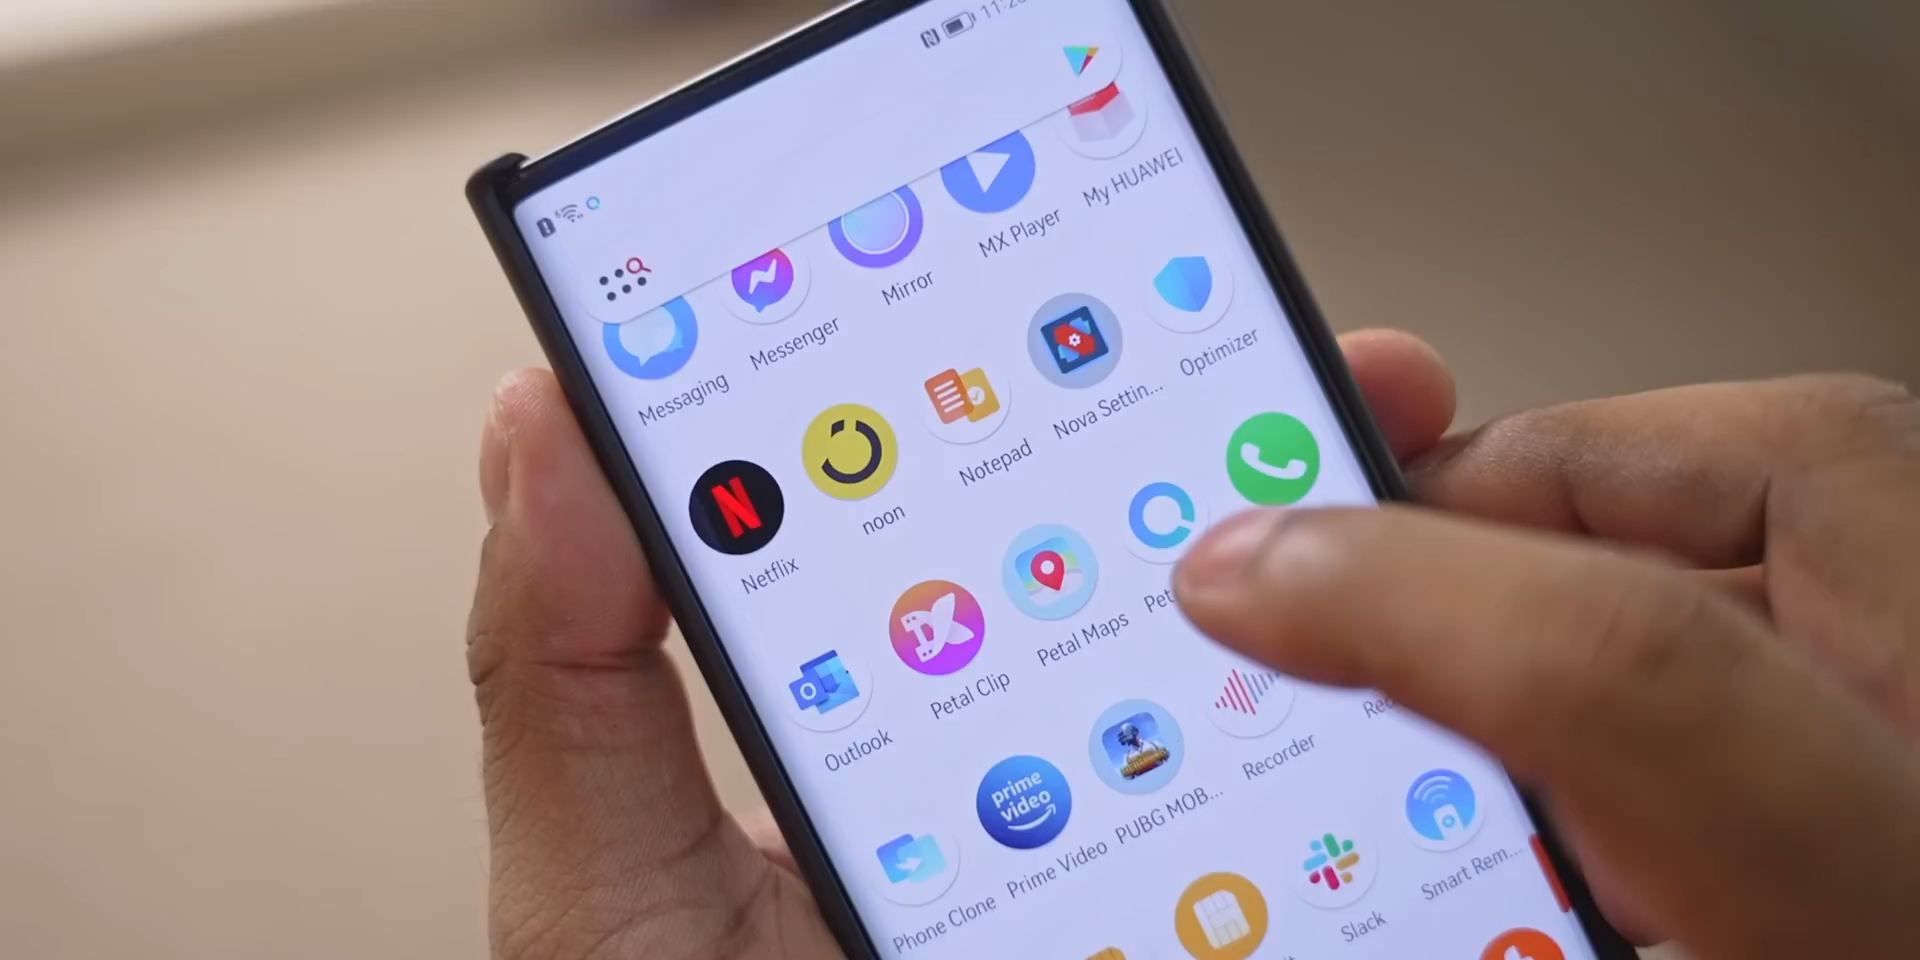 Messaging
Messenger
Mirror
MX Player
My HUAWEI
Netflix
noon
Notepad
Nova Settin...
Optimizer
Outlook
Petal Clip
Petal Maps
Phone Clone
prime
video
Prime Video
PUBG MOB...
Recorder
Slack
Smart Rem...